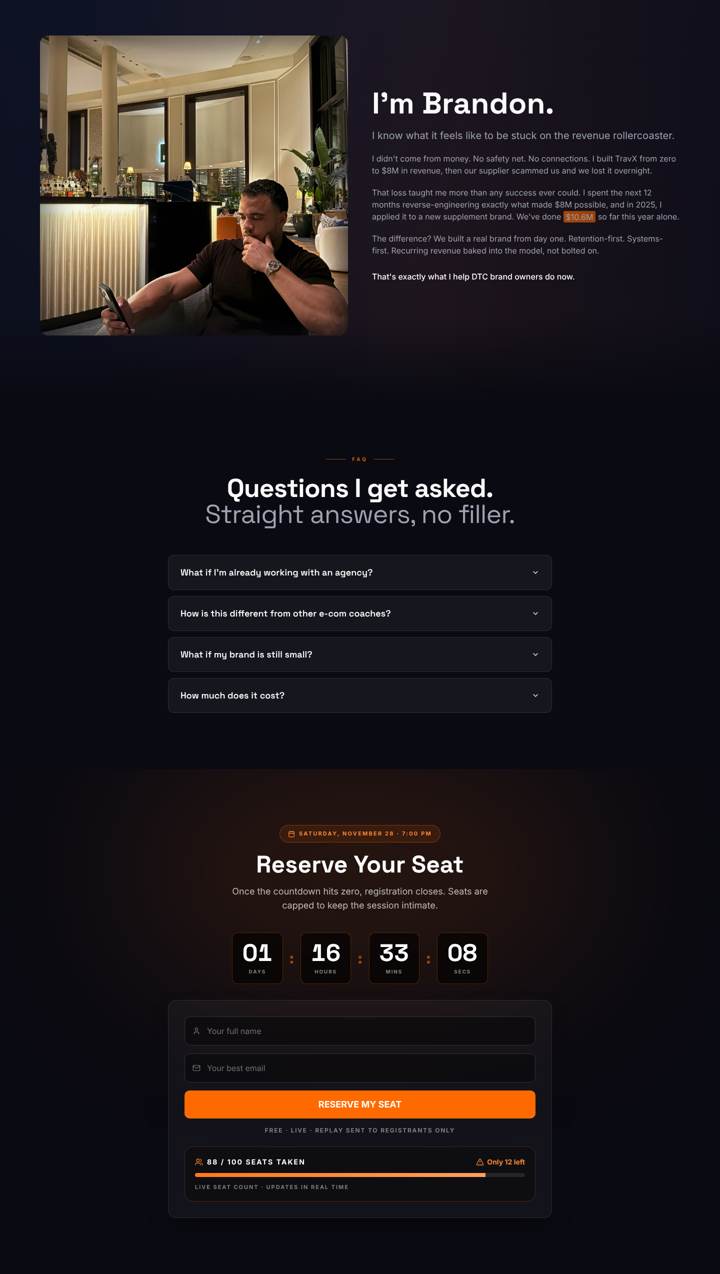 I'm Brandon.
I know what it feels like to be stuck on the revenue rollercoaster.
I didn't come from money. No safety net. No connections. I built TravX from zero
to $8M in revenue, then our supplier scammed us and we lost it overnight.
That loss taught me more than any success ever could. I spent the next 12
months reverse-engineering exactly what made $8M possible, and in 2025, I
applied it to a new supplement brand. We've done $10.6M so far this year alone.
The difference? We built a real brand from day one. Retention-first. Systems-
first. Recurring revenue baked into the model, not bolted on.
That's exactly what I help DTC brand owners do now.
FAQ
Questions I get asked.
Straight answers, no filler.
What if I'm already working with an agency?
How is this different from other e-com coaches?
What if my brand is still small?
How much does it cost?
SATURDAY, NOVEMBER 28 · 7:00 PM
Reserve Your Seat
Once the countdown hits zero, registration closes. Seats are
capped to keep the session intimate.
01 : 16 : 33 : 08
DAYS HOURS MINS SECS
Your full name
Your best email
RESERVE MY SEAT
FREE · LIVE · REPLAY SENT TO REGISTRANTS ONLY
88 / 100 SEATS TAKEN Only 12 left
LIVE SEAT COUNT · UPDATES IN REAL TIME